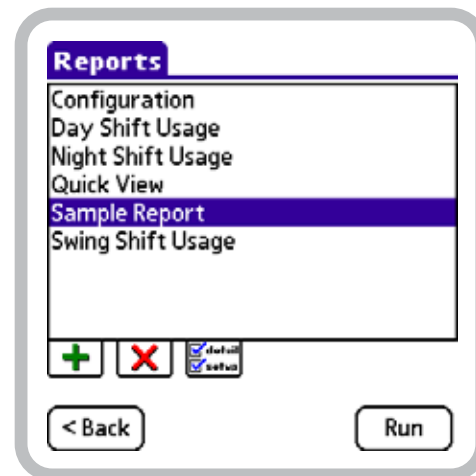 Reports
Configuration
Day Shift Usage
Night Shift Usage
Quick View
Sample Report
Swing Shift Usage
detail
setup
< Back
Run